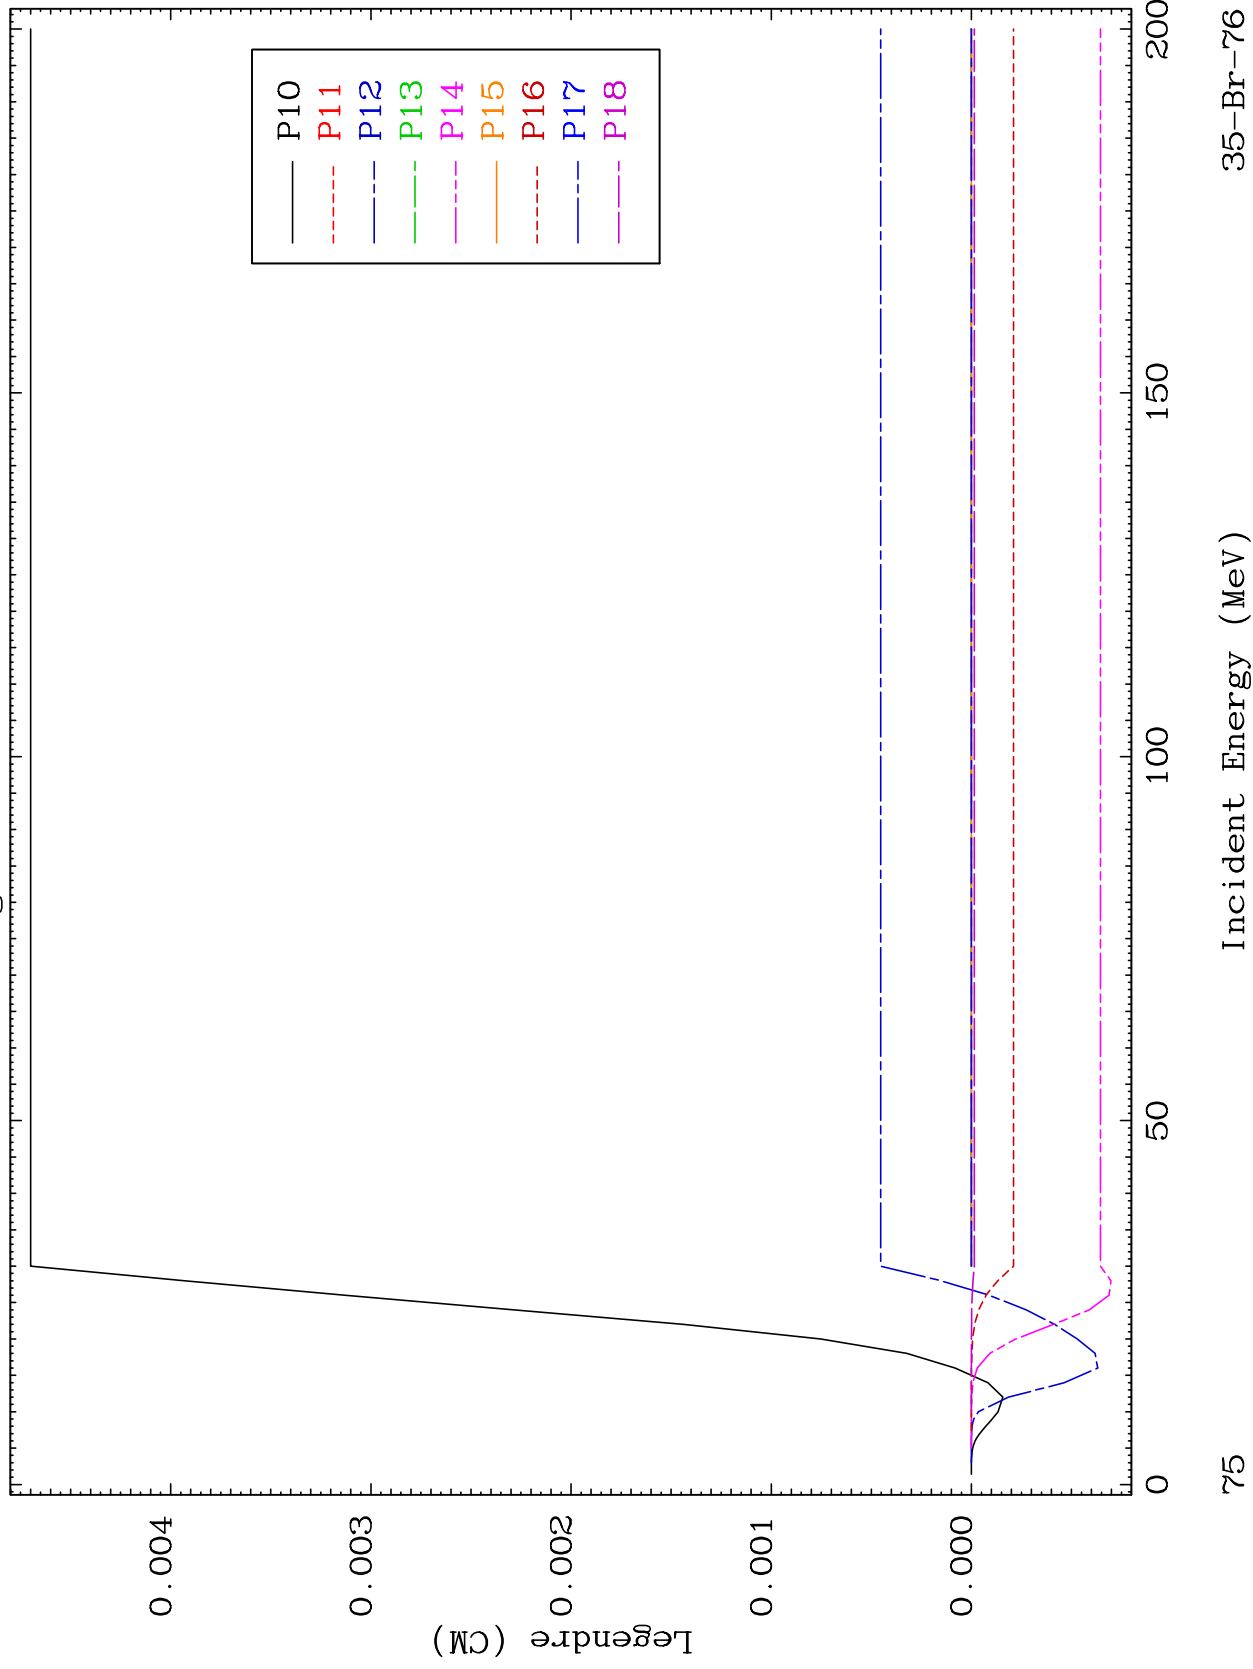 P10
P11
P12
P13
P14
P15
P16
P17
P18
0.004
0.003
0.002
0.001
0.000
Legendre (CM)
0
50
100
150
200
Incident Energy (MeV)
75
35-Br-76